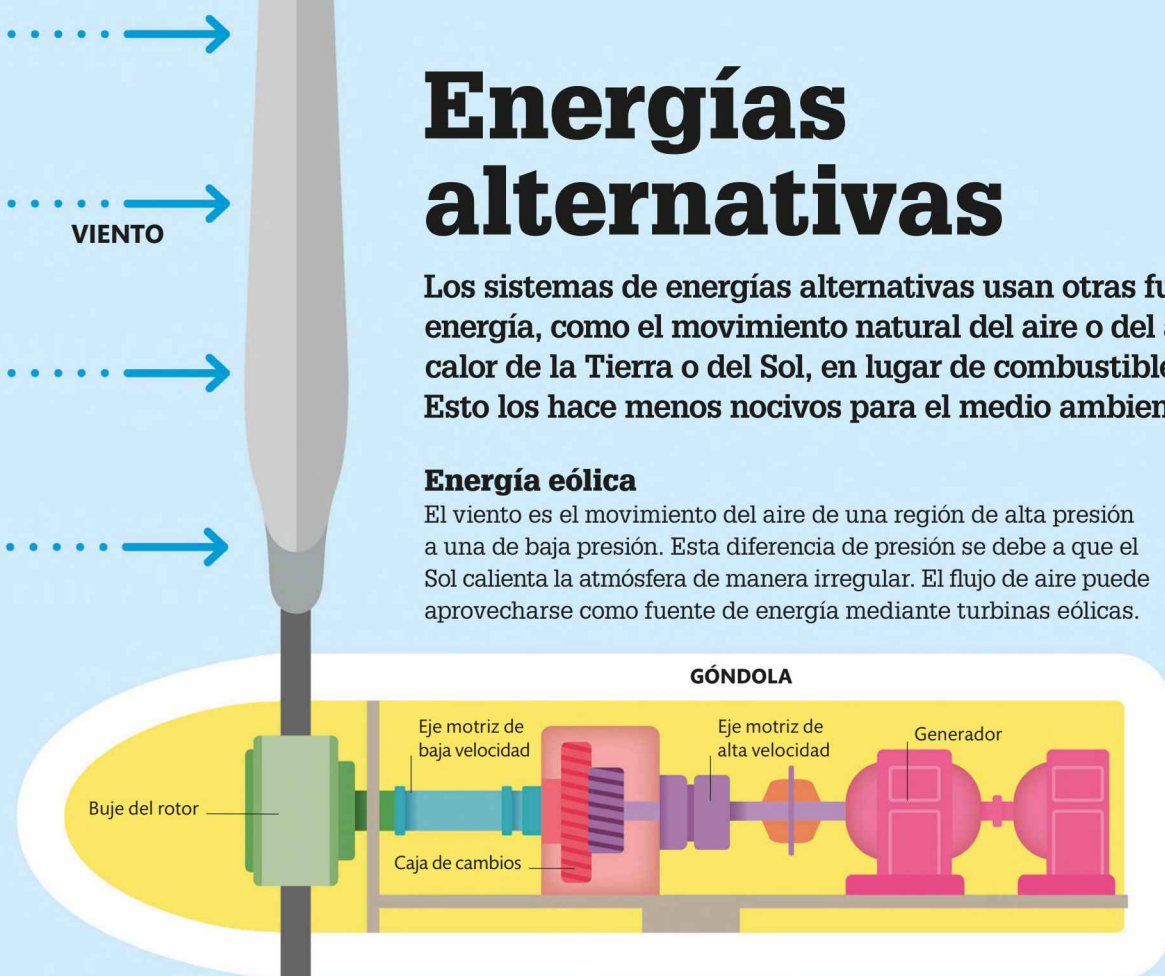 Energías
alternativas
Los sistemas de energías alternativas usan otras
energía, como el movimiento natural del aire o del
calor de la Tierra o del Sol, en lugar de
Esto los hace menos nocivos para el medio
VIENTO
Energía eólica
El viento es el movimiento del aire de una región de alta presión
a una de baja presión. Esta diferencia de presión se debe a que el
Sol calienta la atmósfera de manera irregular. El flujo de aire puede
aprovecharse como fuente de energía mediante turbinas eólicas.
GÓNDOLA
Eje motriz de
baja velocidad
Eje motriz de
alta velocidad
Generador
Buje del rotor
Caja de cambios